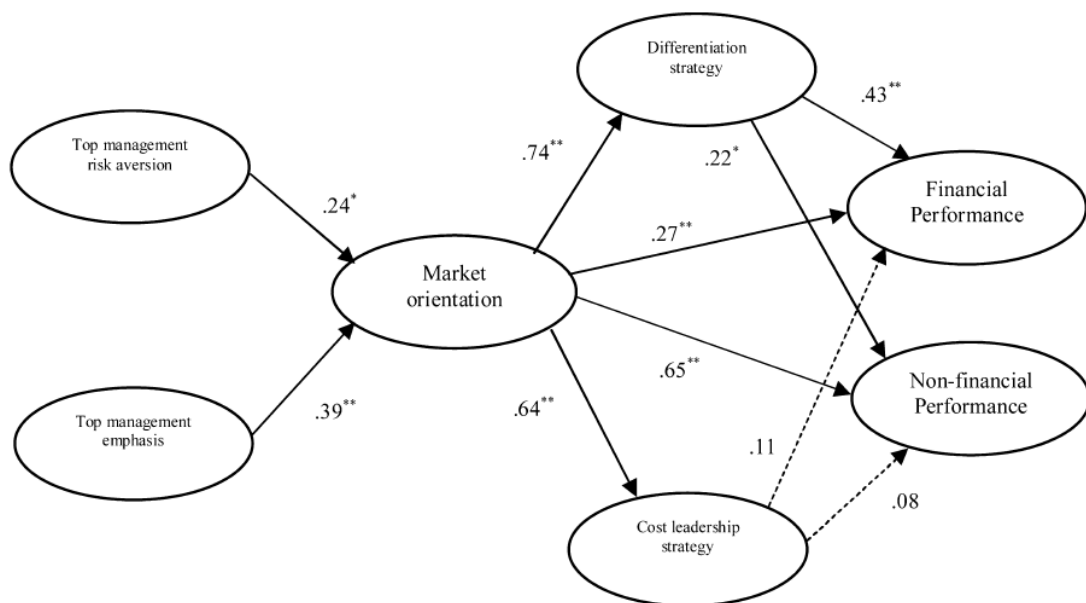 Differentiation
strategy
.43**
Top management
risk aversion
.74**
.22*
Financial
Performance
.24*
.27**
Market
orientation
.65**
Non-financial
Performance
Top management
emphasis
.39**
.64**
.11
.08
Cost leadership
strategy